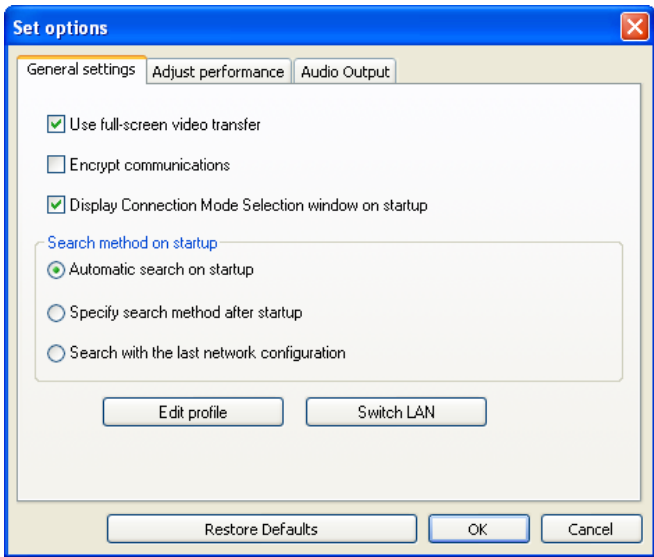 Set options
General settings Adjust performance Audio Output
Use full-screen video transfer
Encrypt communications
Display Connection Mode Selection window on startup
Search method on startup
Automatic search on startup
Specify search method after startup
Search with the last network configuration
Edit profile Switch LAN
Restore Defaults OK Cancel